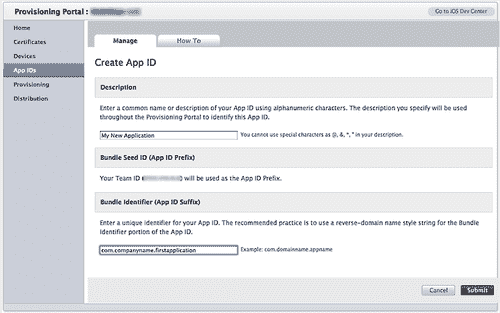 Provisioning Portal :
Go to iOS Dev Center
Home
Certificates
Devices
App IDs
Provisioning
Distribution
Manage
How To
Create App ID
Description
Enter a common name or description of your App ID using alphanumeric characters. The description you specify will be used
throughout the Provisioning Portal to identify this App ID.
My New Application
You cannot use special characters as @, &, *, " in your description.
Bundle Seed ID (App ID Prefix)
Your Team ID ( ) will be used as the App ID Prefix.
Bundle Identifier (App ID Suffix)
Enter a unique identifier for your App ID. The recommended practice is to use a reverse-domain name style string for the
Bundle Identifier portion of the App ID.
com.companyname.firstapplication
Example: com.domainname.appname
Cancel
Submit